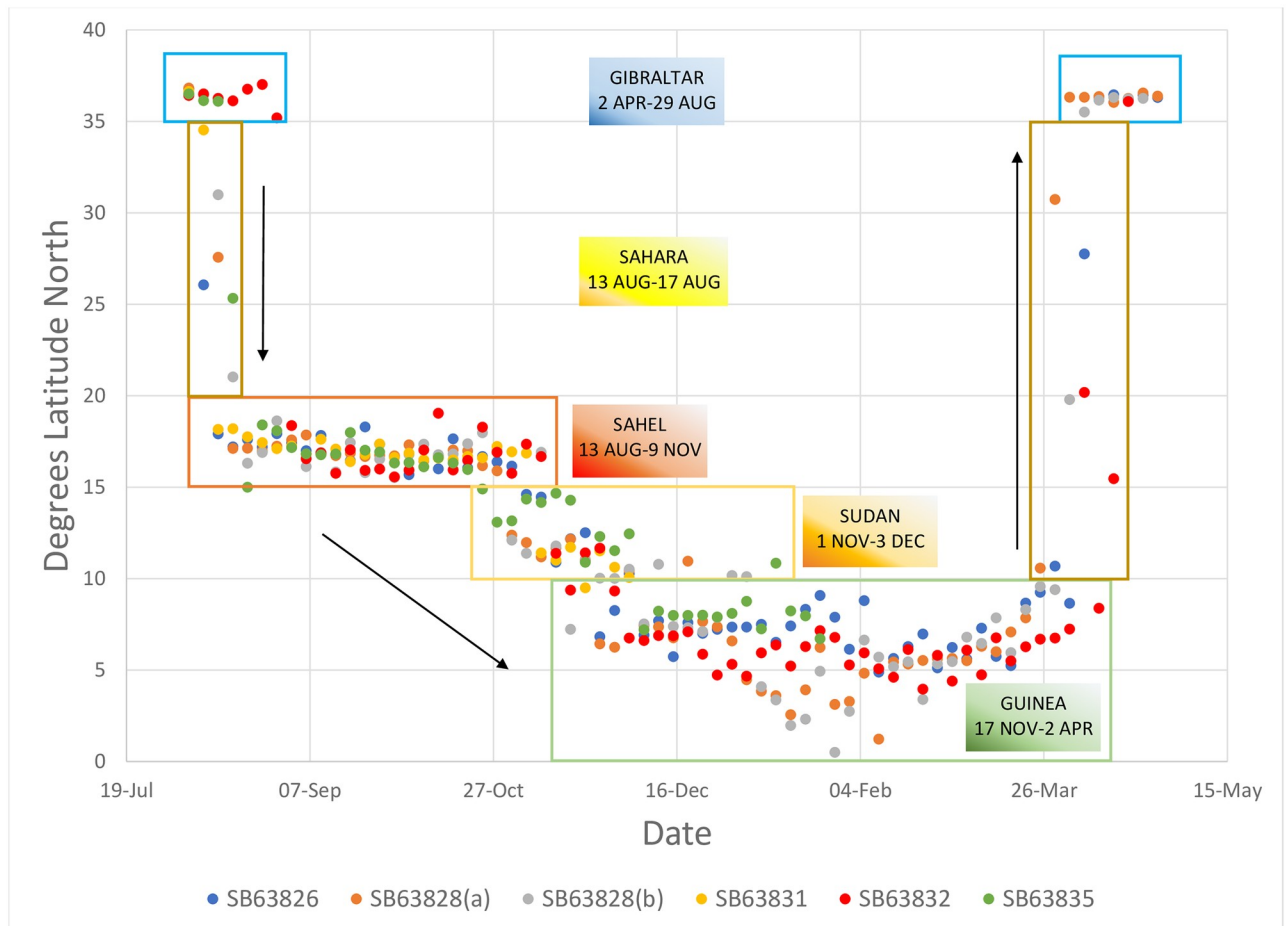 40
35
30
25
20
15
10
5
0
Degrees Latitude North
GIBRALTAR
2 APR-29 AUG
SAHARA
13 AUG-17 AUG
SAHEL
13 AUG-9 NOV
SUDAN
1 NOV-3 DEC
GUINEA
17 NOV-2 APR
19-Jul 07-Sep 27-Oct 16-Dec 04-Feb 26-Mar 15-May
Date
SB63826 SB63828(a) SB63828(b) SB63831 SB63832 SB63835